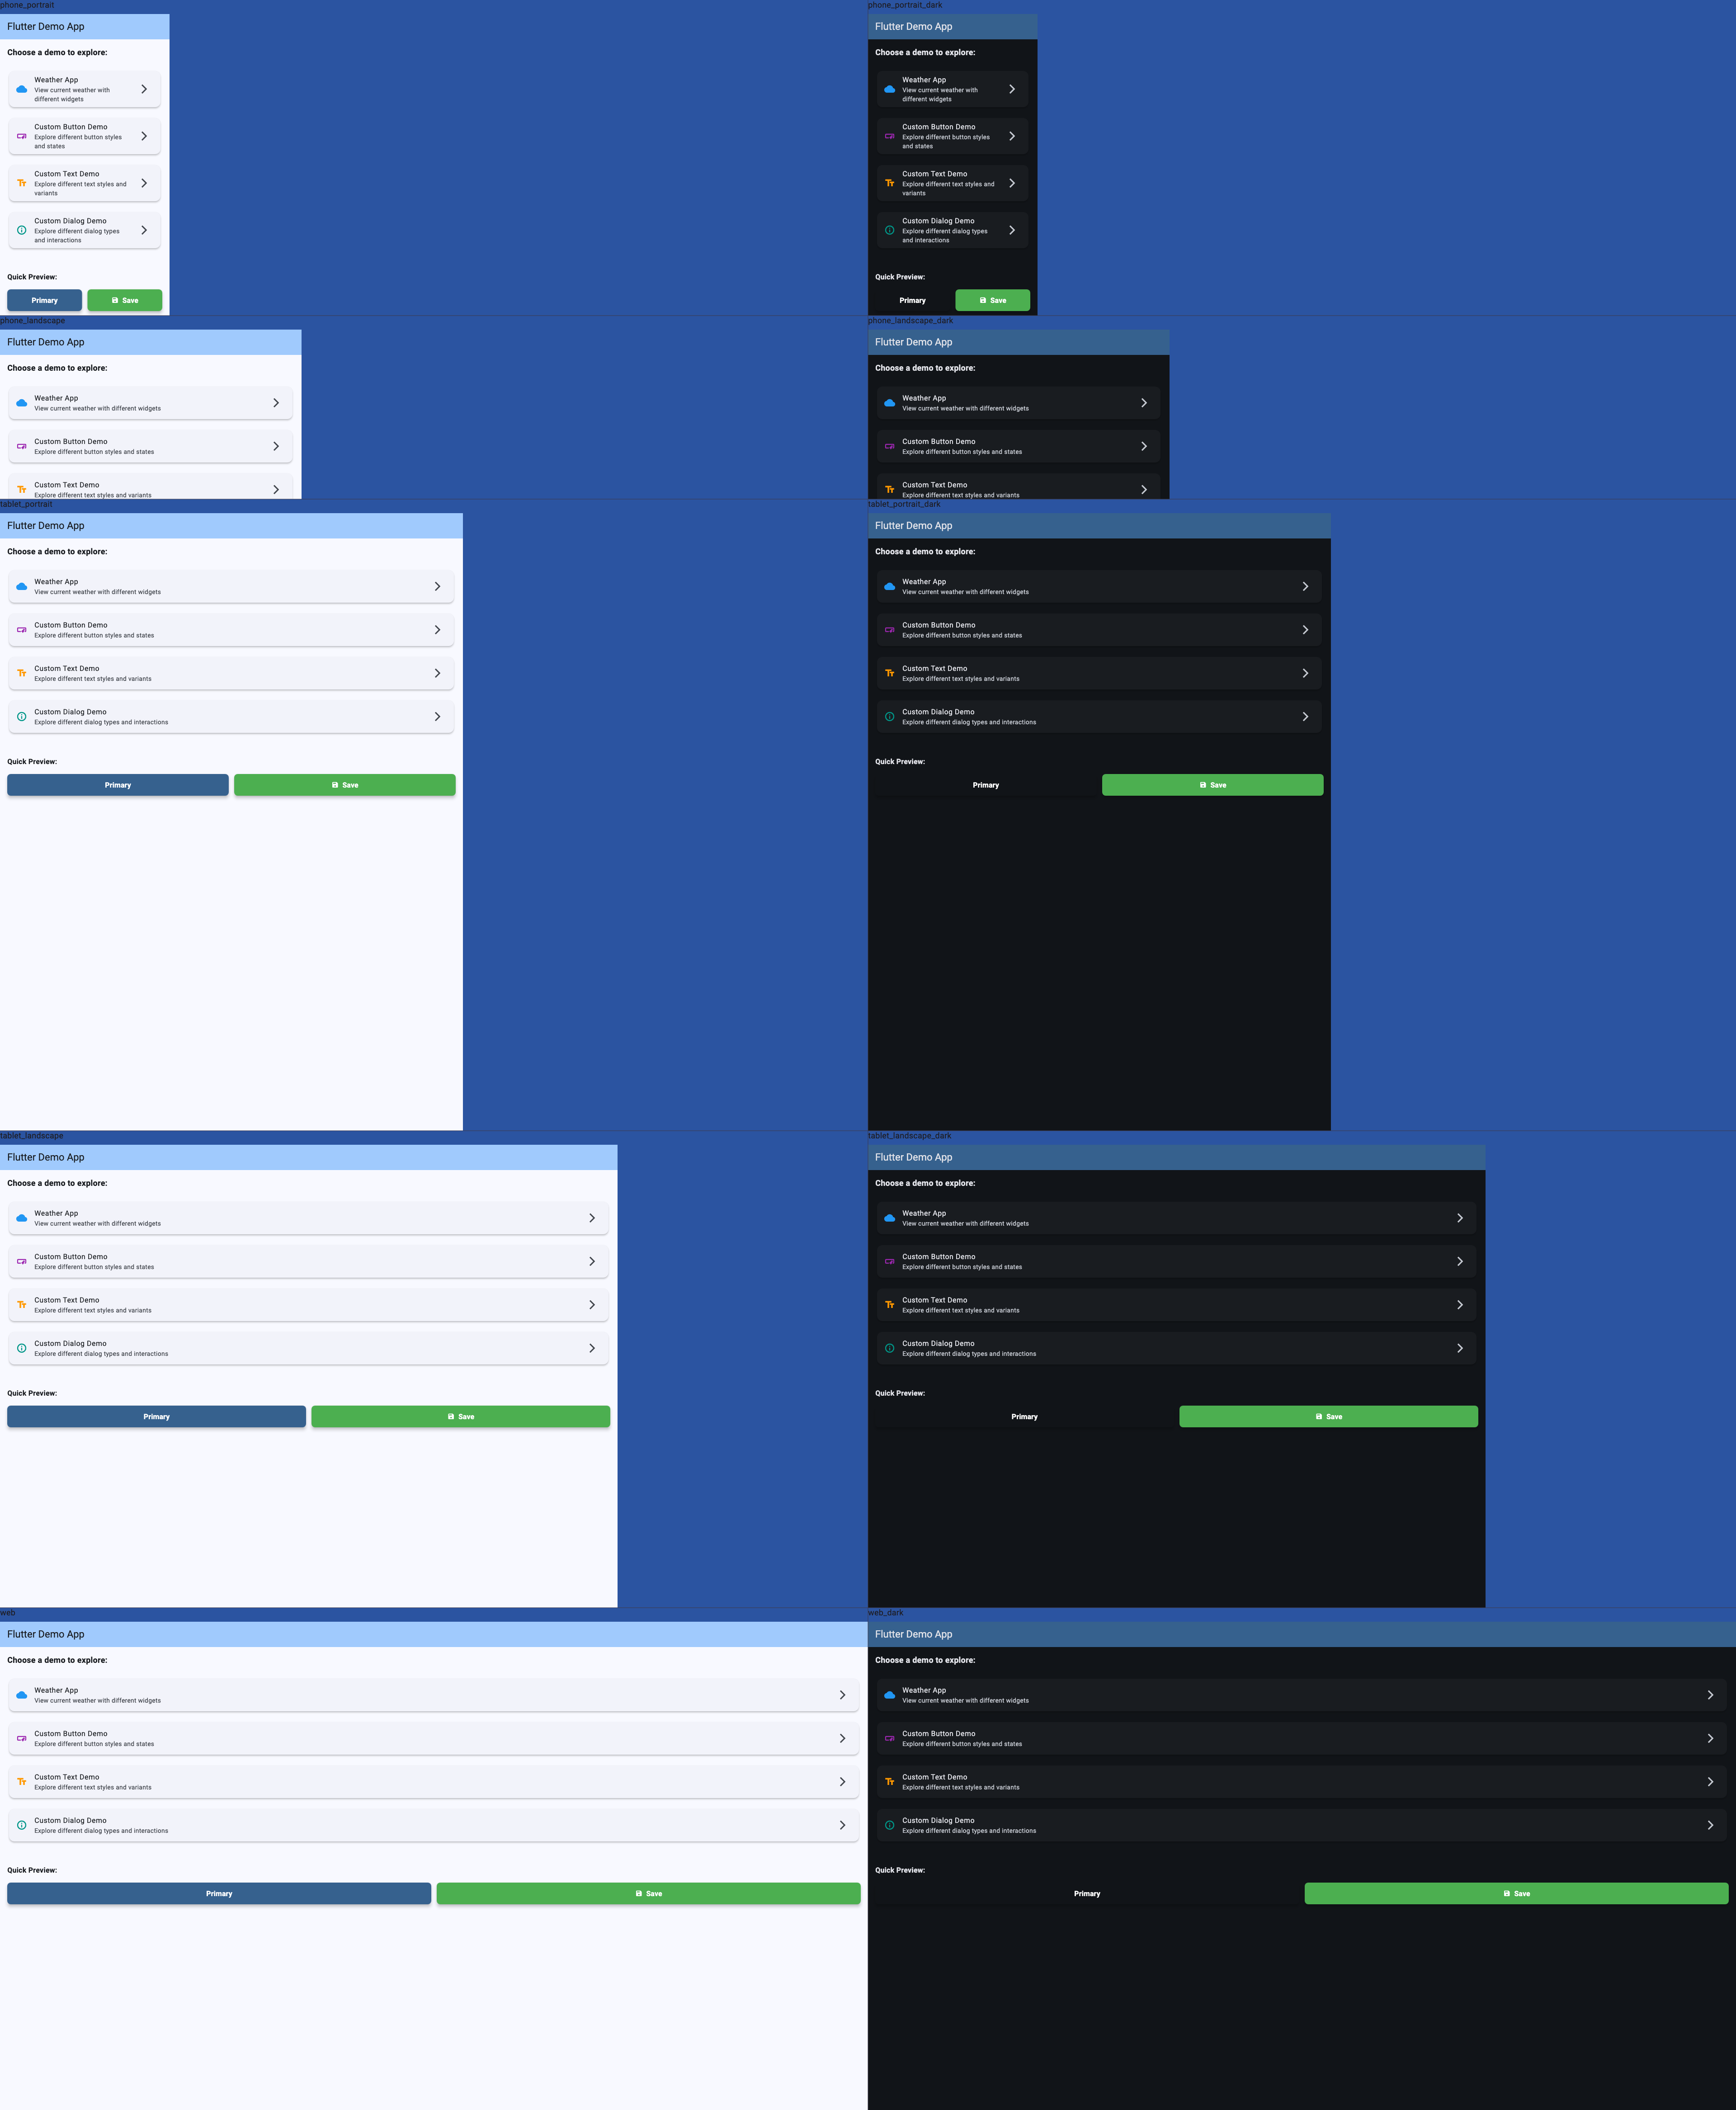 phone_portrait
Flutter Demo App
Choose a demo to explore:
Weather App
View current weather with
different widgets
Custom Button Demo
Explore different button styles
and states
Custom Text Demo
Explore different text styles and
variants
Custom Dialog Demo
Explore different dialog types
and interactions
Quick Preview:
Primary
Save
phone_portrait_dark
Flutter Demo App
Choose a demo to explore:
Weather App
View current weather with
different widgets
Custom Button Demo
Explore different button styles
and states
Custom Text Demo
Explore different text styles and
variants
Custom Dialog Demo
Explore different dialog types
and interactions
Quick Preview:
Primary
Save
phone_landscape
Flutter Demo App
Choose a demo to explore:
Weather App
View current weather with different widgets
Custom Button Demo
Explore different button styles and states
Custom Text Demo
Explore different text styles and variants
phone_landscape_dark
Flutter Demo App
Choose a demo to explore:
Weather App
View current weather with different widgets
Custom Button Demo
Explore different button styles and states
Custom Text Demo
Explore different text styles and variants
tablet_portrait
Flutter Demo App
Choose a demo to explore:
Weather App
View current weather with different widgets
Custom Button Demo
Explore different button styles and states
Custom Text Demo
Explore different text styles and variants
Custom Dialog Demo
Explore different dialog types and interactions
Quick Preview:
Primary
Save
tablet_portrait_dark
Flutter Demo App
Choose a demo to explore:
Weather App
View current weather with different widgets
Custom Button Demo
Explore different button styles and states
Custom Text Demo
Explore different text styles and variants
Custom Dialog Demo
Explore different dialog types and interactions
Quick Preview:
Primary
Save
tablet_landscape
Flutter Demo App
Choose a demo to explore:
Weather App
View current weather with different widgets
Custom Button Demo
Explore different button styles and states
Custom Text Demo
Explore different text styles and variants
Custom Dialog Demo
Explore different dialog types and interactions
Quick Preview:
Primary
Save
tablet_landscape_dark
Flutter Demo App
Choose a demo to explore:
Weather App
View current weather with different widgets
Custom Button Demo
Explore different button styles and states
Custom Text Demo
Explore different text styles and variants
Custom Dialog Demo
Explore different dialog types and interactions
Quick Preview:
Primary
Save
web
Flutter Demo App
Choose a demo to explore:
Weather App
View current weather with different widgets
Custom Button Demo
Explore different button styles and states
Custom Text Demo
Explore different text styles and variants
Custom Dialog Demo
Explore different dialog types and interactions
Quick Preview:
Primary
Save
web_dark
Flutter Demo App
Choose a demo to explore:
Weather App
View current weather with different widgets
Custom Button Demo
Explore different button styles and states
Custom Text Demo
Explore different text styles and variants
Custom Dialog Demo
Explore different dialog types and interactions
Quick Preview:
Primary
Save